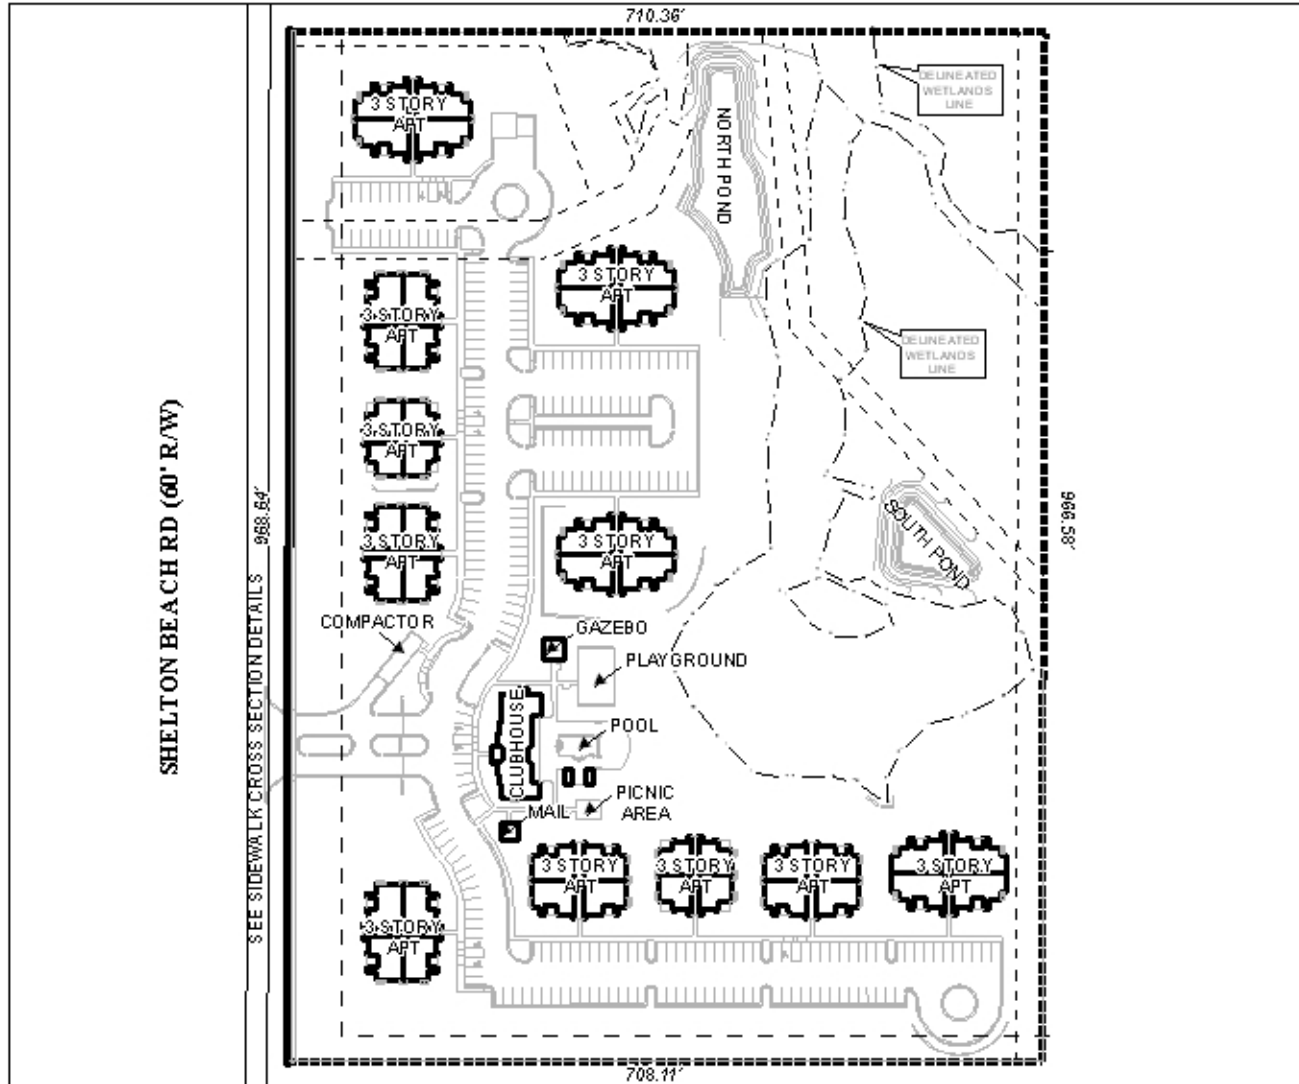 710.36'
DELINEATED
WETLANDS
LINE
3 STORY
APT
NORTH POND
3 STORY
APT
3 STORY
APT
DELINEATED
WETLANDS
LINE
3 STORY
APT
SHELTON BEACH RD (60' R/W)
968.64'
966.58'
SOUTH POND
3 STORY
APT
3 STORY
APT
SEE SIDEWALK CROSS SECTION DETAILS
COMPACTOR
GAZEBO
PLAYGROUND
CLUBHOUSE
POOL
PICNIC
AREA
MAIL
3 STORY
APT
3 STORY
APT
3 STORY
APT
3 STORY
APT
3 STORY
APT
708.11'